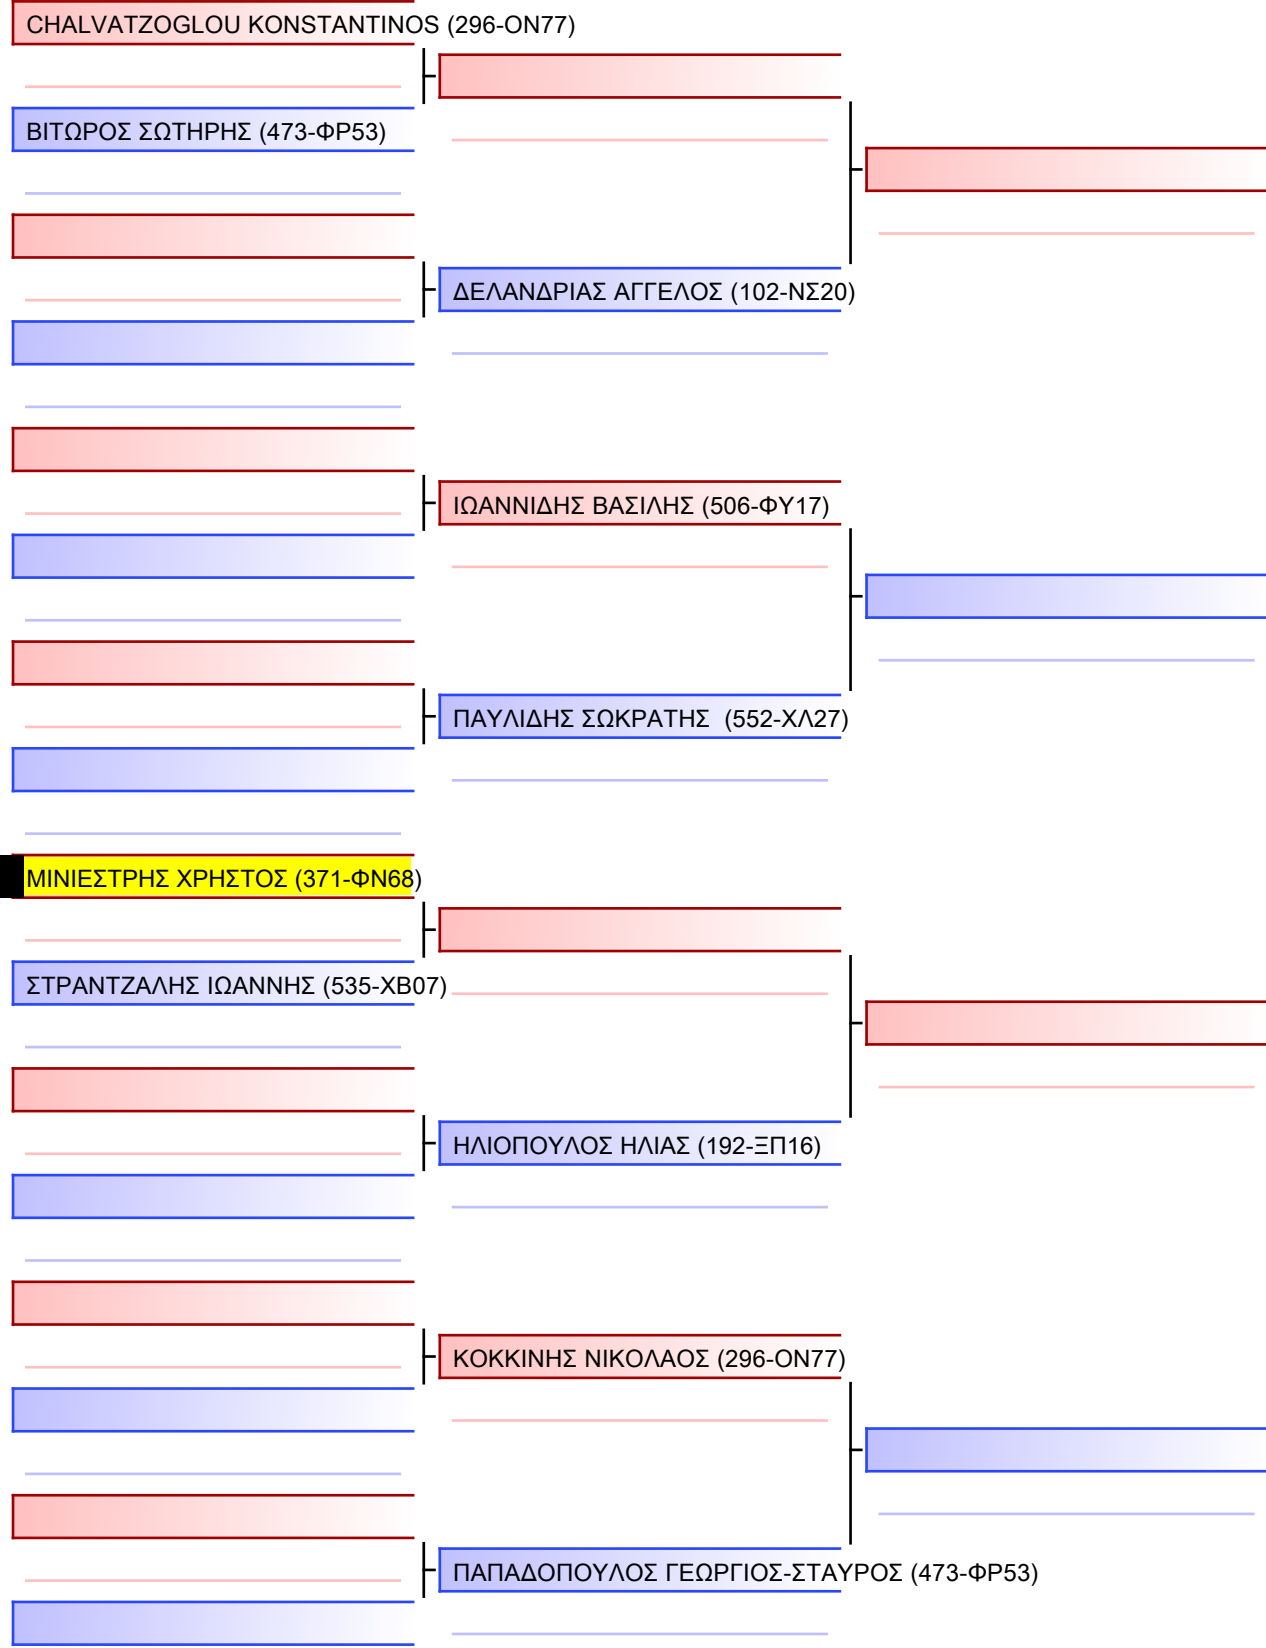 CHALVATZOGLOU KONSTANTINOS (296-ΟΝ77)
ΒΙΤΩΡΟΣ ΣΩΤΗΡΗΣ (473-ΦΡ53)
ΔΕΛΑΝΔΡΙΑΣ ΑΓΓΕΛΟΣ (102-ΝΣ20)
ΙΩΑΝΝΙΔΗΣ ΒΑΣΙΛΗΣ (506-ΦΥ17)
ΠΑΥΛΙΔΗΣ ΣΩΚΡΑΤΗΣ (552-ΧΛ27)
ΜΙΝΙΕΣΤΡΗΣ ΧΡΗΣΤΟΣ (371-ΦΝ68)
ΣΤΡΑΝΤΖΑΛΗΣ ΙΩΑΝΝΗΣ (535-ΧΒ07)
ΗΛΙΟΠΟΥΛΟΣ ΗΛΙΑΣ (192-ΞΠ16)
ΚΟΚΚΙΝΗΣ ΝΙΚΟΛΑΟΣ (296-ΟΝ77)
ΠΑΠΑΔΟΠΟΥΛΟΣ ΓΕΩΡΓΙΟΣ-ΣΤΑΥΡΟΣ (473-ΦΡ53)